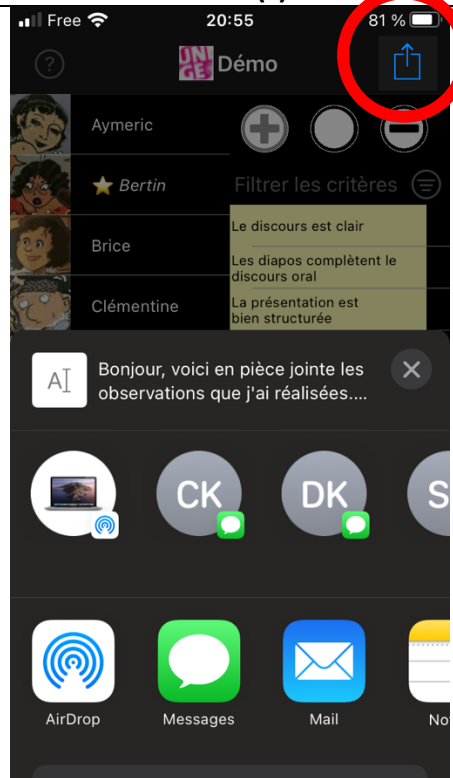 Free 20:55 81 %
?
UNI
GE Démo
Aymeric
Bertin
Filtrer les critères
Brice
Le discours est clair
Les diapos complètent le
discours oral
Clémentine
La présentation est
bien structurée
A
Bonjour, voici en pièce jointe les
observations que j'ai réalisées....
CK
DK
S
AirDrop
Messages
Mail
No